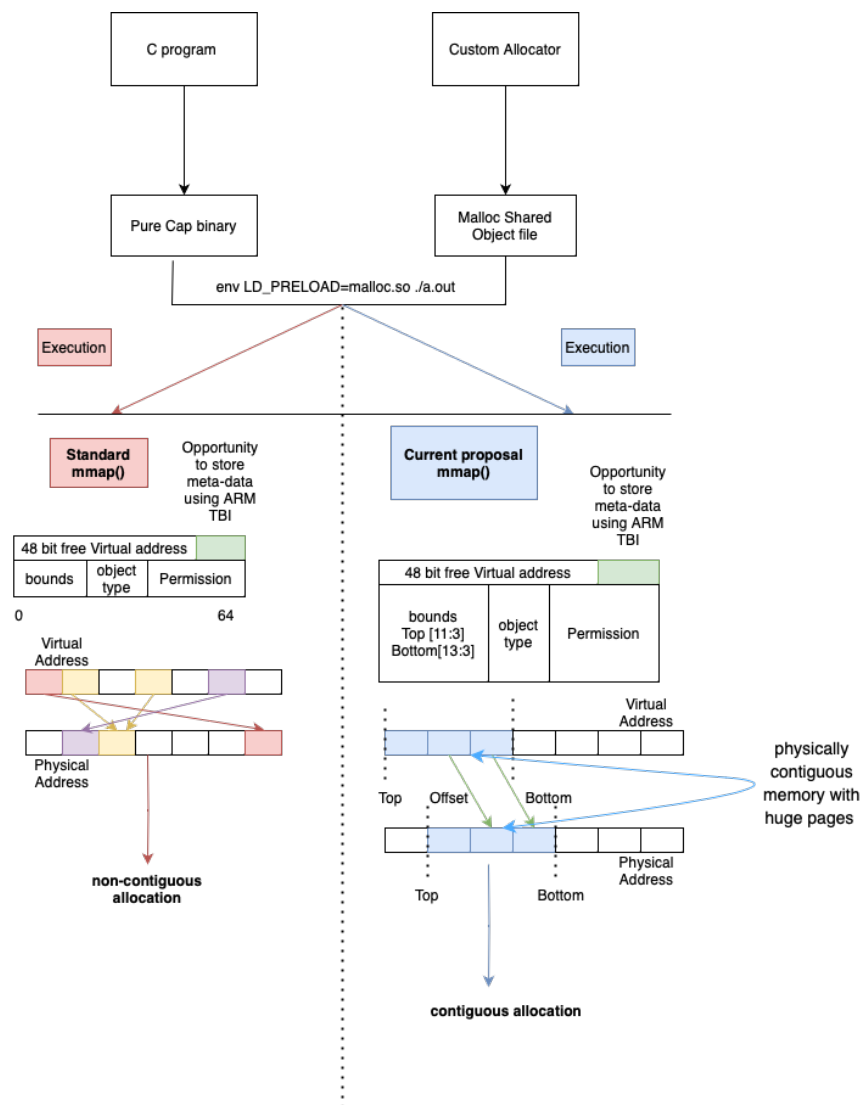 C program
Custom Allocator
Pure Cap binary
Malloc Shared
Object file
env LD_PRELOAD=malloc.so ./a.out
Execution
Execution
Standard
mmap()
Opportunity
to store
meta-data
using ARM
TBI
48 bit free Virtual address
bounds
object
type
Permission
0
64
Virtual
Address
Physical
Address
non-contiguous
allocation
Current proposal
mmap()
Opportunity
to store
meta-data
using ARM
TBI
48 bit free Virtual address
bounds
Top [11:3]
Bottom[13:3]
object
type
Permission
Virtual
Address
Top
Offset
Bottom
physically
contiguous
memory with
huge pages
Physical
Address
Top
Bottom
contiguous allocation